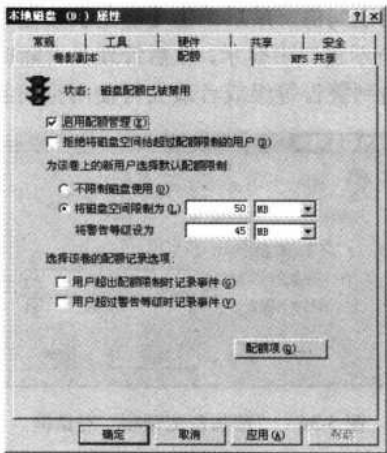 本地磁盘 (D:) 属性
常规 工具 硬件 共享 安全
卷影副本 配额 NFS 共享
状态: 磁盘配额已被禁用
启用配额管理(E)
拒绝将磁盘空间给超过配额限制的用户(D)
为该卷上的新用户选择默认配额限制:
不限制磁盘使用(O)
将磁盘空间限制为(L) 50 MB
将警告等级设为 45 MB
选择该卷的配额记录选项:
用户超出配额限制时记录事件(G)
用户超过警告等级时记录事件(V)
配额项(Q)...
确定 取消 应用(A) 帮助